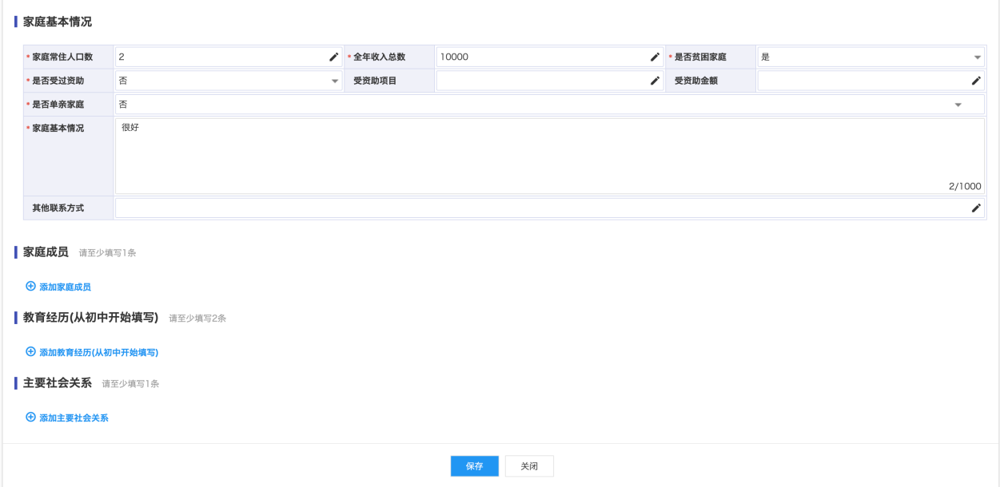 家庭基本情况
* 家庭常住人口数 2 * 全年收入总数 10000 * 是否贫困家庭 是
* 是否受过资助 否 受资助项目 受资助金额
* 是否单亲家庭 否
* 家庭基本情况 很好
2/1000
其他联系方式
家庭成员 请至少填写1条
添加家庭成员
教育经历(从初中开始填写) 请至少填写2条
添加教育经历(从初中开始填写)
主要社会关系 请至少填写1条
添加主要社会关系
保存 关闭